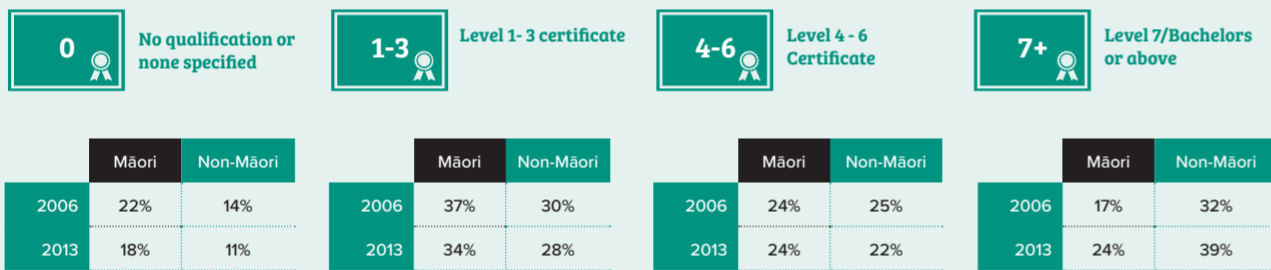 0
No qualification or
none specified
1-3
Level 1- 3 certificate
4-6
Level 4 - 6
Certificate
7+
Level 7/Bachelors
or above
Māori Non-Māori
2006 22% 14%
2013 18% 11%
Māori Non-Māori
2006 37% 30%
2013 34% 28%
Māori Non-Māori
2006 24% 25%
2013 24% 22%
Māori Non-Māori
2006 17% 32%
2013 24% 39%